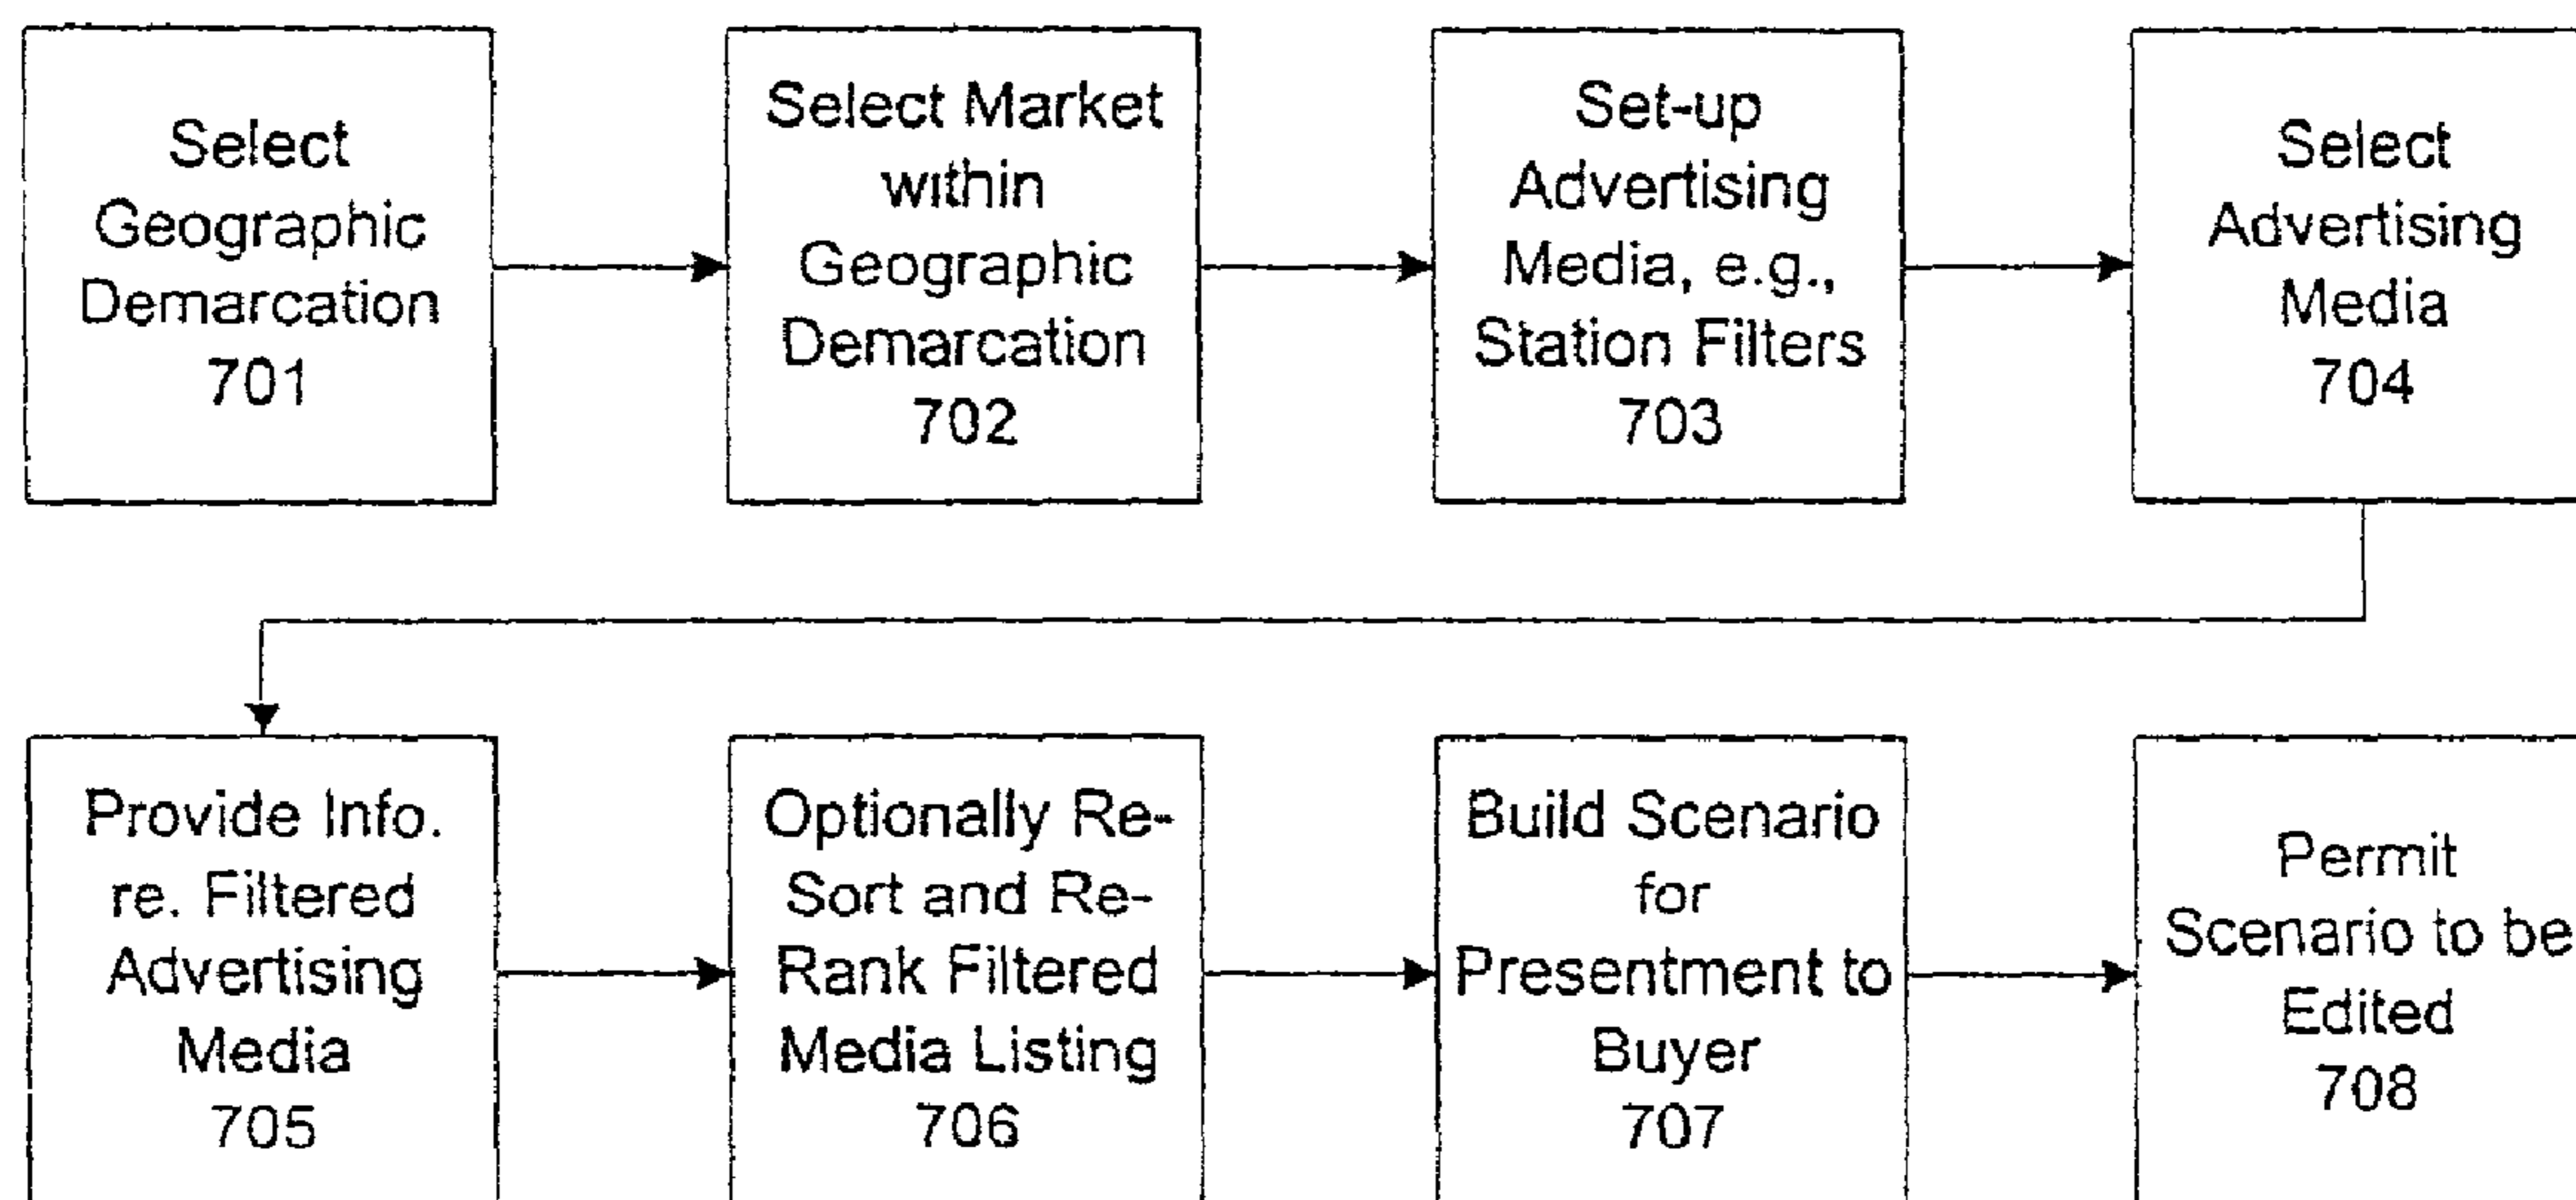 Select
Geographic
Demarcation
701
Select Market
within
Geographic
Demarcation
702
Set-up
Advertising
Media, e.g.,
Station Filters
703
Select
Advertising
Media
704
Provide Info.
re. Filtered
Advertising
Media
705
Optionally Re-
Sort and Re-
Rank Filtered
Media Listing
706
Build Scenario
for
Presentment to
Buyer
707
Permit
Scenario to be
Edited
708